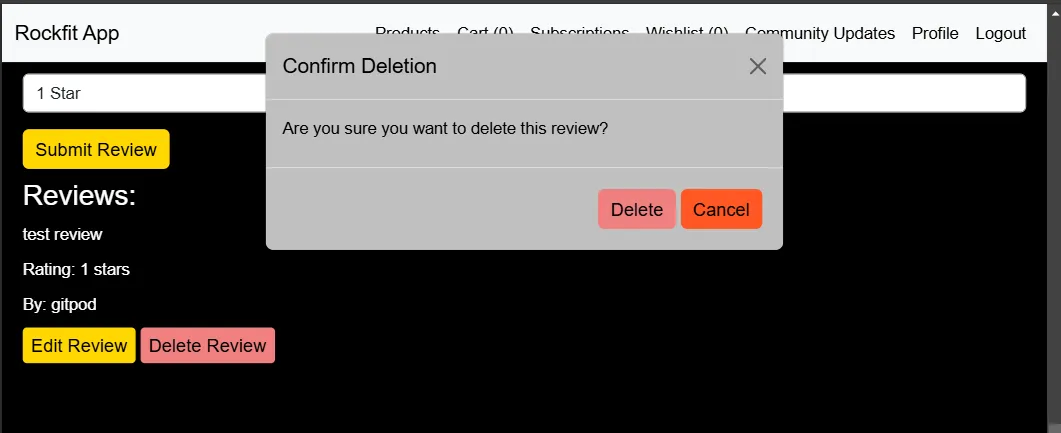 Rockfit App
Products Cart (0) Subscriptions Wishlist (0) Community Updates Profile Logout
Confirm Deletion
1 Star
Are you sure you want to delete this review?
Submit Review
Reviews:
Delete Cancel
test review
Rating: 1 stars
By: gitpod
Edit Review Delete Review